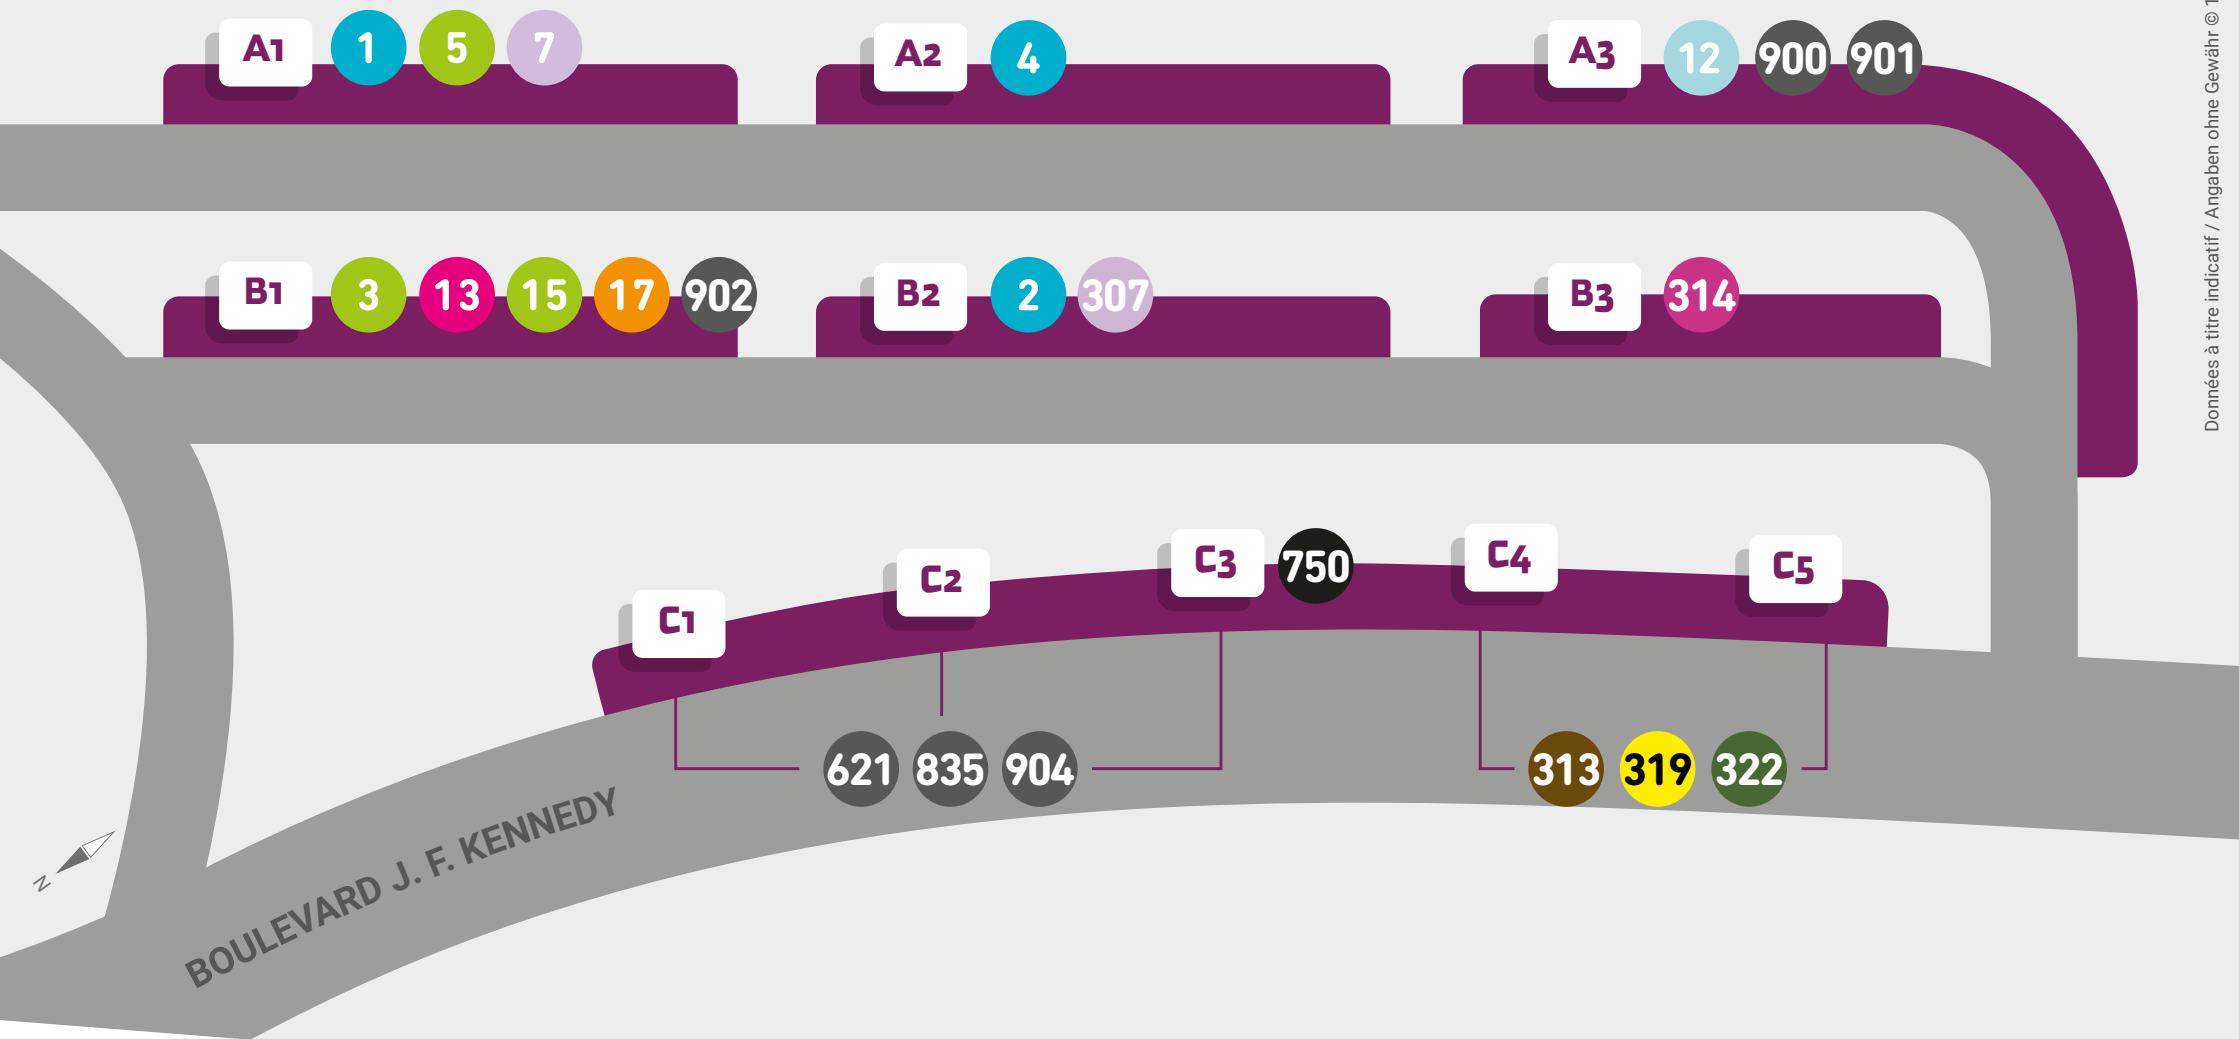 A1 1 5 7
A2 4
A3 12 900 901
B1 3 13 15 17 902
B2 2 307
B3 314
C1
C2
C3 750
C4
C5
621 835 904
313 319 322
BOULEVARD J. F. KENNEDY
N
Données à titre indicatif / Angaben ohne Gewähr ©